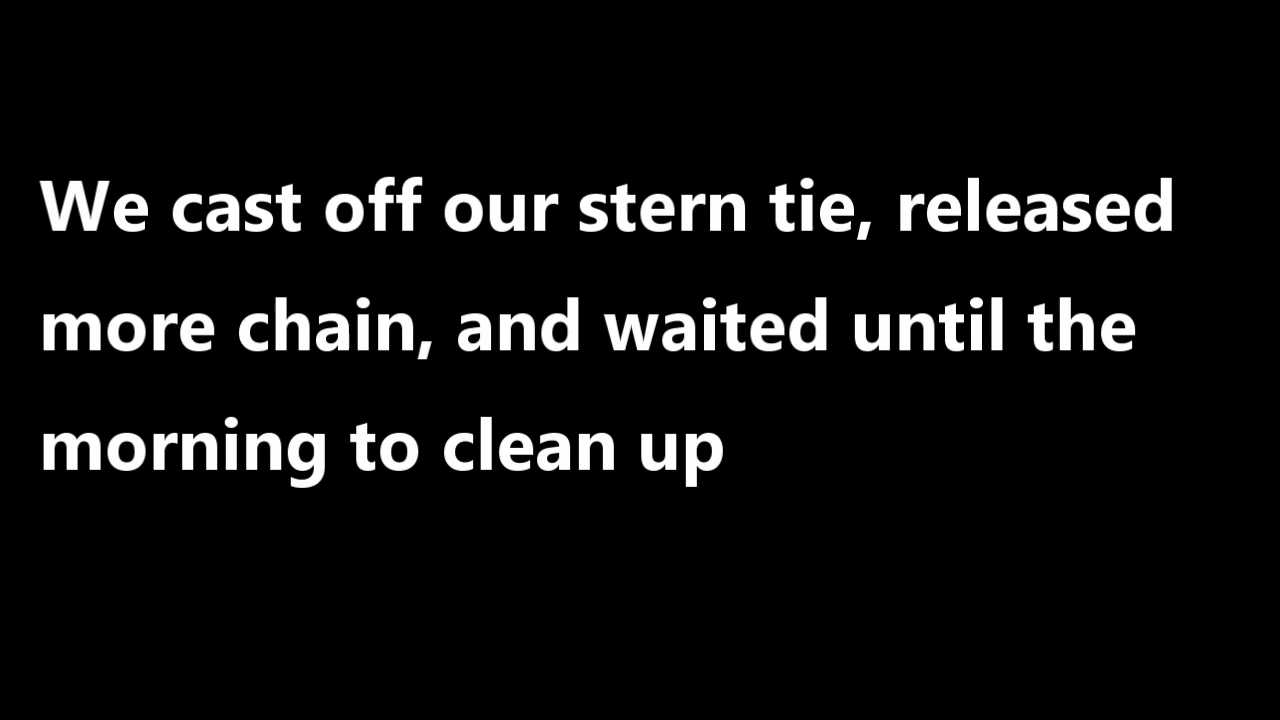 We cast off our stern tie, released
more chain, and waited until the
morning to clean up